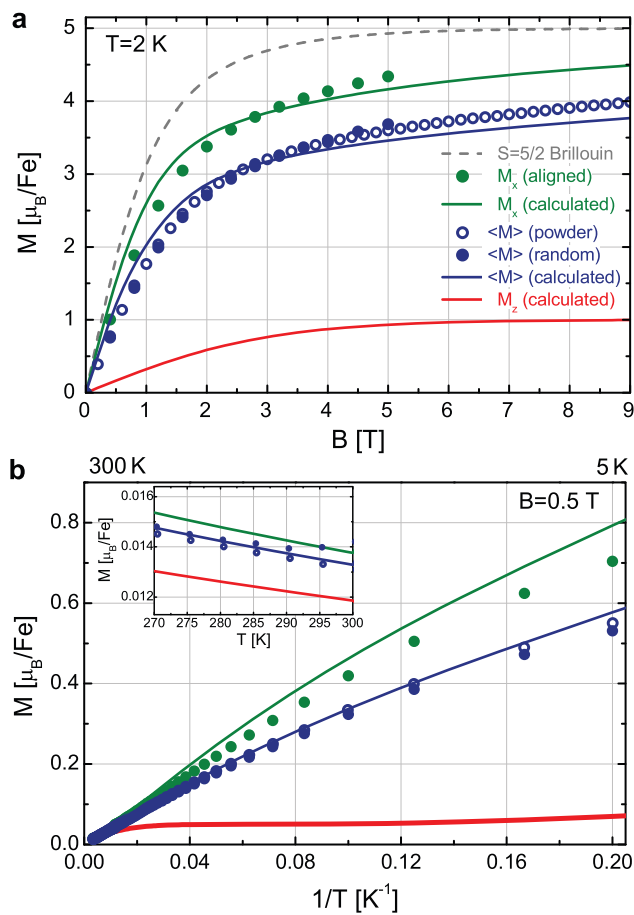 a
5
4
3
2
1
0
M [μB/Fe]
T=2 K
S=5/2 Brillouin
Mx (aligned)
Mx (calculated)
<M> (powder)
<M> (random)
<M> (calculated)
Mz (calculated)
0 1 2 3 4 5 6 7 8 9
B [T]
b
300 K 5 K
B=0.5 T
0.8
0.6
0.4
0.2
0.0
M [μB/Fe]
0.016
0.014
0.012
M [μB/Fe]
270 275 280 285 290 295 300
T [K]
0.00 0.04 0.08 0.12 0.16 0.20
1/T [K⁻¹]